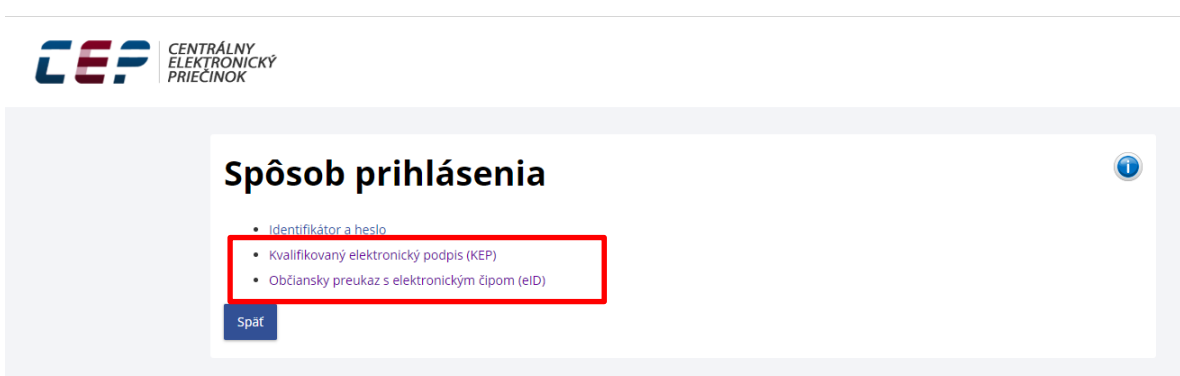 CEP
CENTRÁLNY
ELEKTRONICKÝ
PRIEČINOK
Spôsob prihlásenia
i
• Identifikátor a heslo
• Kvalifikovaný elektronický podpis (KEP)
• Občiansky preukaz s elektronickým čipom (eID)
Späť